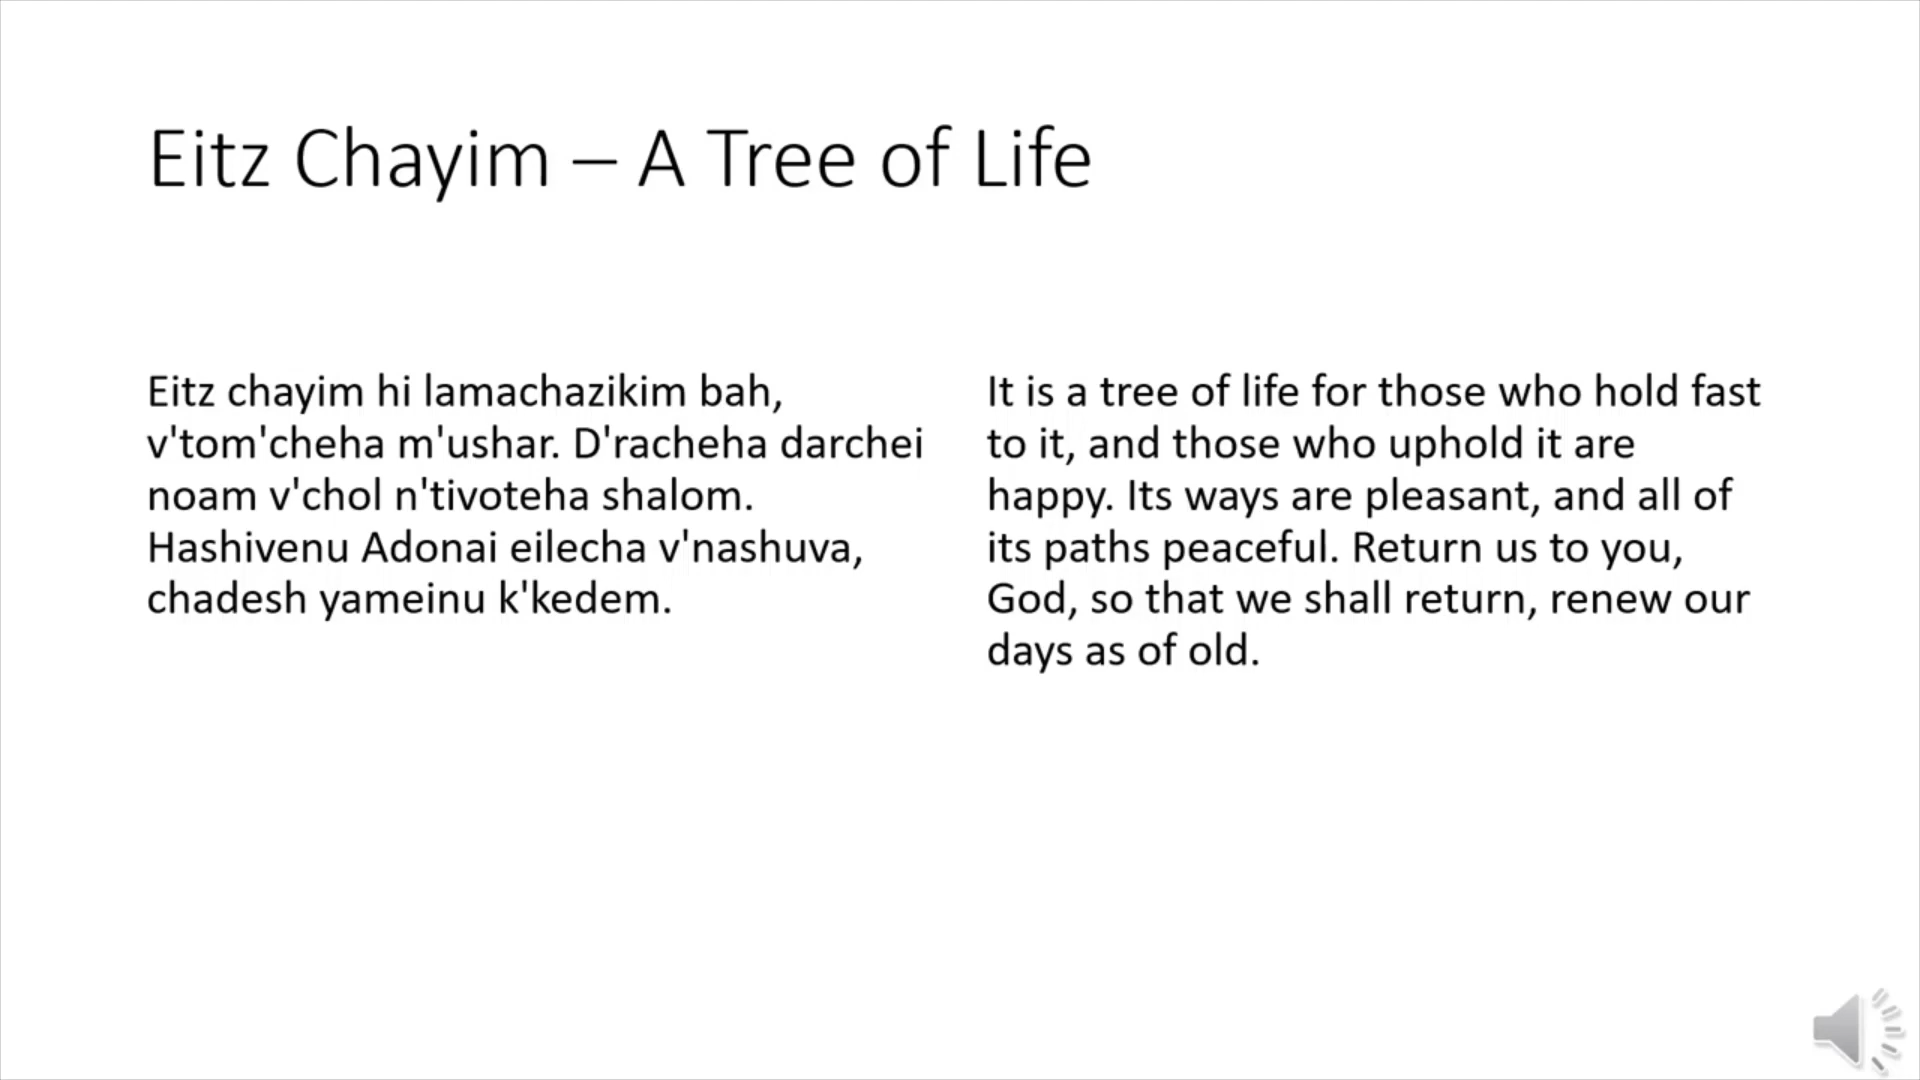 Eitz Chayim – A Tree of Life
Eitz chayim hi lamachazikim bah,
v'tom'cheha m'ushar. D'racheha darchei
noam v'chol n'tivoteha shalom.
Hashivenu Adonai eilecha v'nashuva,
chadesh yameinu k'kedem.
It is a tree of life for those who hold fast
to it, and those who uphold it are
happy. Its ways are pleasant, and all of
its paths peaceful. Return us to you,
God, so that we shall return, renew our
days as of old.